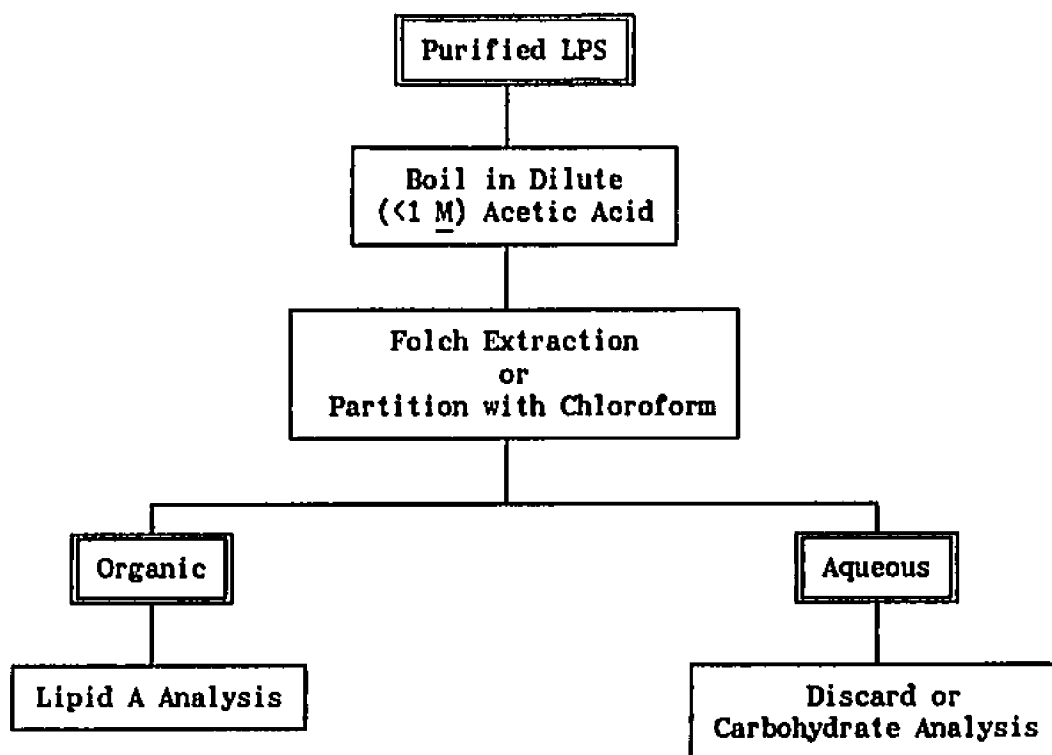 Purified LPS
Boil in Dilute
(<1 M) Acetic Acid
Folch Extraction
or
Partition with Chloroform
Organic
Aqueous
Lipid A Analysis
Discard or
Carbohydrate Analysis